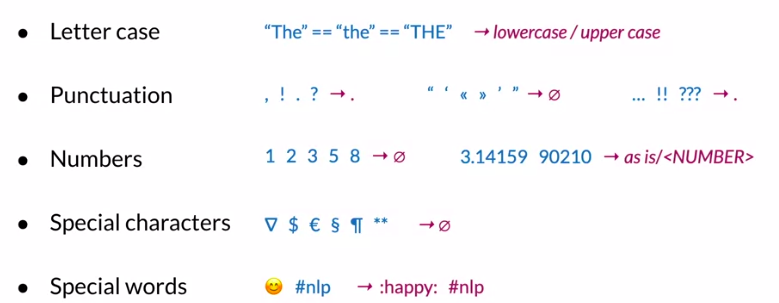 ● Letter case “The” == “the” == “THE” → lowercase / upper case
● Punctuation , ! . ? → . “ ‘ « » ’ ” → ∅ ... !! ??? → .
● Numbers 1 2 3 5 8 → ∅ 3.14159 90210 → as is/<NUMBER>
● Special characters ∇ $ € § ¶ ** → ∅
● Special words 😊 #nlp → :happy: #nlp